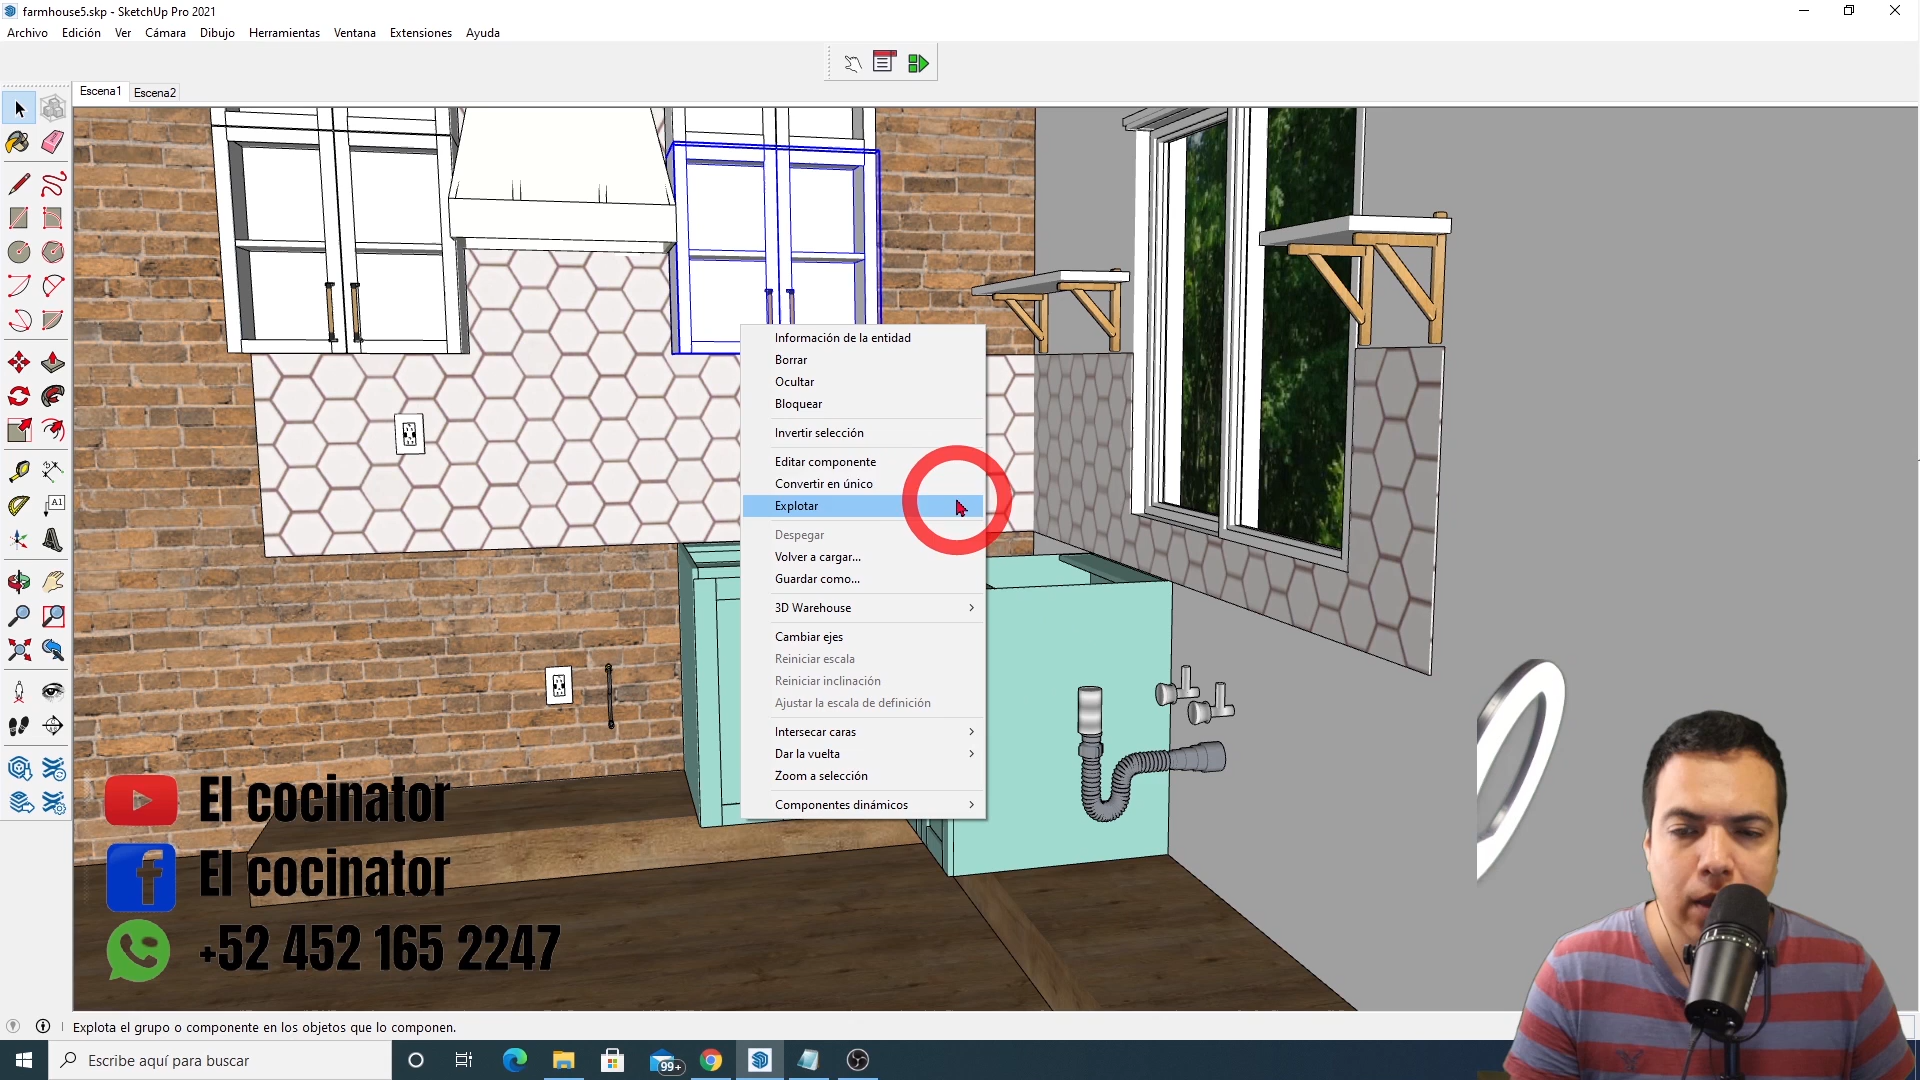 farmhouse5.skp - SketchUp Pro 2021
Archivo Edición Ver Cámara Dibujo Herramientas Ventana Extensiones Ayuda
Escena1 Escena2
A1
Información de la entidad
Borrar
Ocultar
Bloquear
Invertir selección
Editar componente
Convertir en único
Explotar
Despegar
Volver a cargar...
Guardar como...
3D Warehouse
Cambiar ejes
Reiniciar escala
Reiniciar inclinación
Ajustar la escala de definición
Intersecar caras
Dar la vuelta
Zoom a selección
Componentes dinámicos
El cocinator
El cocinator
+52 452 165 2247
Explota el grupo o componente en los objetos que lo componen.
Escribe aquí para buscar
99+